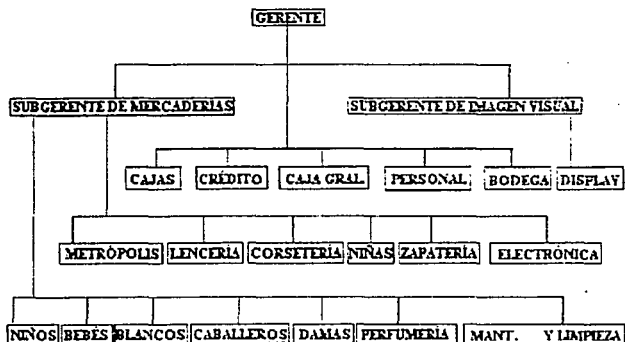 GERENTE
SUBGERENTE DE MERCADERÍAS SUBGERENTE DE IMAGEN VISUAL
CAJAS CRÉDITO CAJA GRAL PERSONAL BODEGA DISPLAY
METRÓPOLIS LENCERÍA CORSETERÍA NIÑAS ZAPATERÍA ELECTRÓNICA
NIÑOS BEBÉS BLANCOS CABALLEROS DAMAS PERFUMERÍA MANT. Y LIMPIEZA